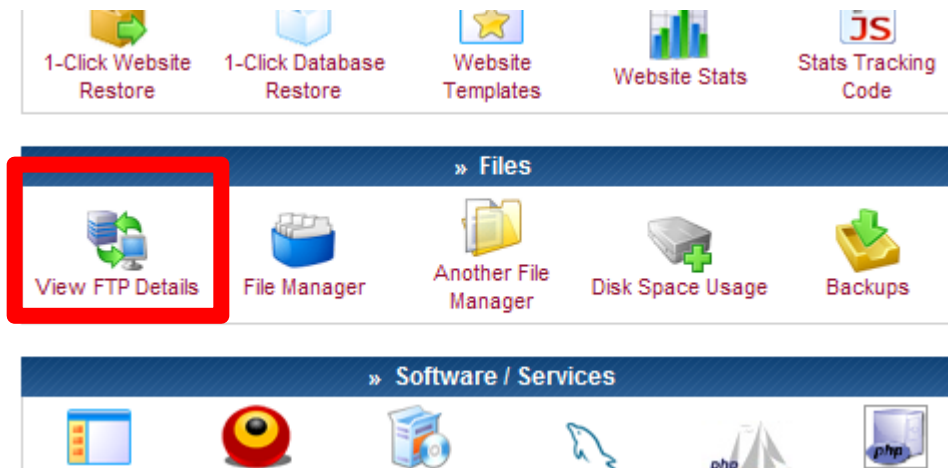 JS
1-Click Website Restore
1-Click Database Restore
Website Templates
Website Stats
Stats Tracking Code
» Files
View FTP Details
File Manager
Another File Manager
Disk Space Usage
Backups
» Software / Services
php
php